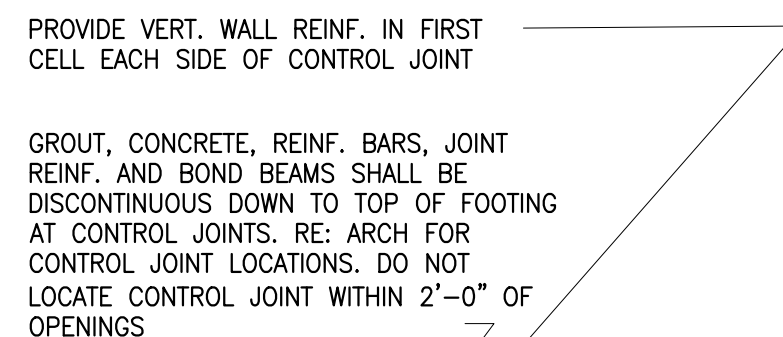 PROVIDE VERT. WALL REINF. IN FIRST
CELL EACH SIDE OF CONTROL JOINT
GROUT, CONCRETE, REINF. BARS, JOINT
REINF. AND BOND BEAMS SHALL BE
DISCONTINUOUS DOWN TO TOP OF FOOTING
AT CONTROL JOINTS. RE: ARCH FOR
CONTROL JOINT LOCATIONS. DO NOT
LOCATE CONTROL JOINT WITHIN 2'-0" OF
OPENINGS